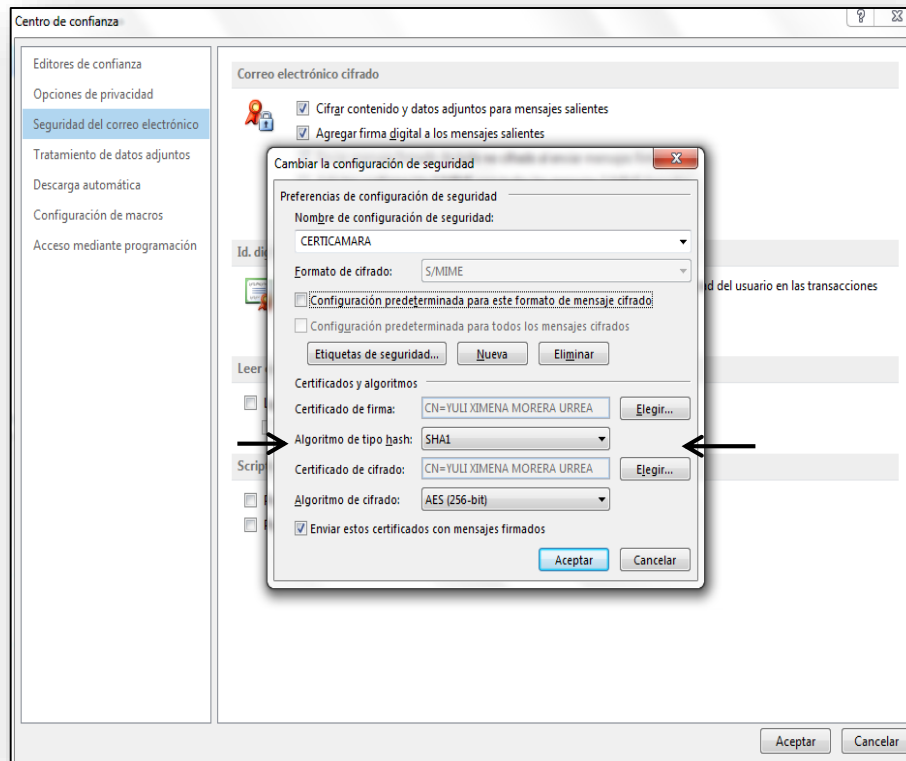 Centro de confianza
Editores de confianza
Opciones de privacidad
Seguridad del correo electrónico
Tratamiento de datos adjuntos
Descarga automática
Configuración de macros
Acceso mediante programación
Correo electrónico cifrado
Cifrar contenido y datos adjuntos para mensajes salientes
Agregar firma digital a los mensajes salientes
Id. di
d del usuario en las transacciones
Leer
Scrip
Cambiar la configuración de seguridad
Preferencias de configuración de seguridad
Nombre de configuración de seguridad:
CERTICAMARA
Formato de cifrado: S/MIME
Configuración predeterminada para este formato de mensaje cifrado
Configuración predeterminada para todos los mensajes cifrados
Etiquetas de seguridad... Nueva Eliminar
Certificados y algoritmos
Certificado de firma: CN=YULI XIMENA MORERA URREA Elegir...
Algoritmo de tipo hash: SHA1
Certificado de cifrado: CN=YULI XIMENA MORERA URREA Elegir...
Algoritmo de cifrado: AES (256-bit)
Enviar estos certificados con mensajes firmados
Aceptar Cancelar
Aceptar Cancelar